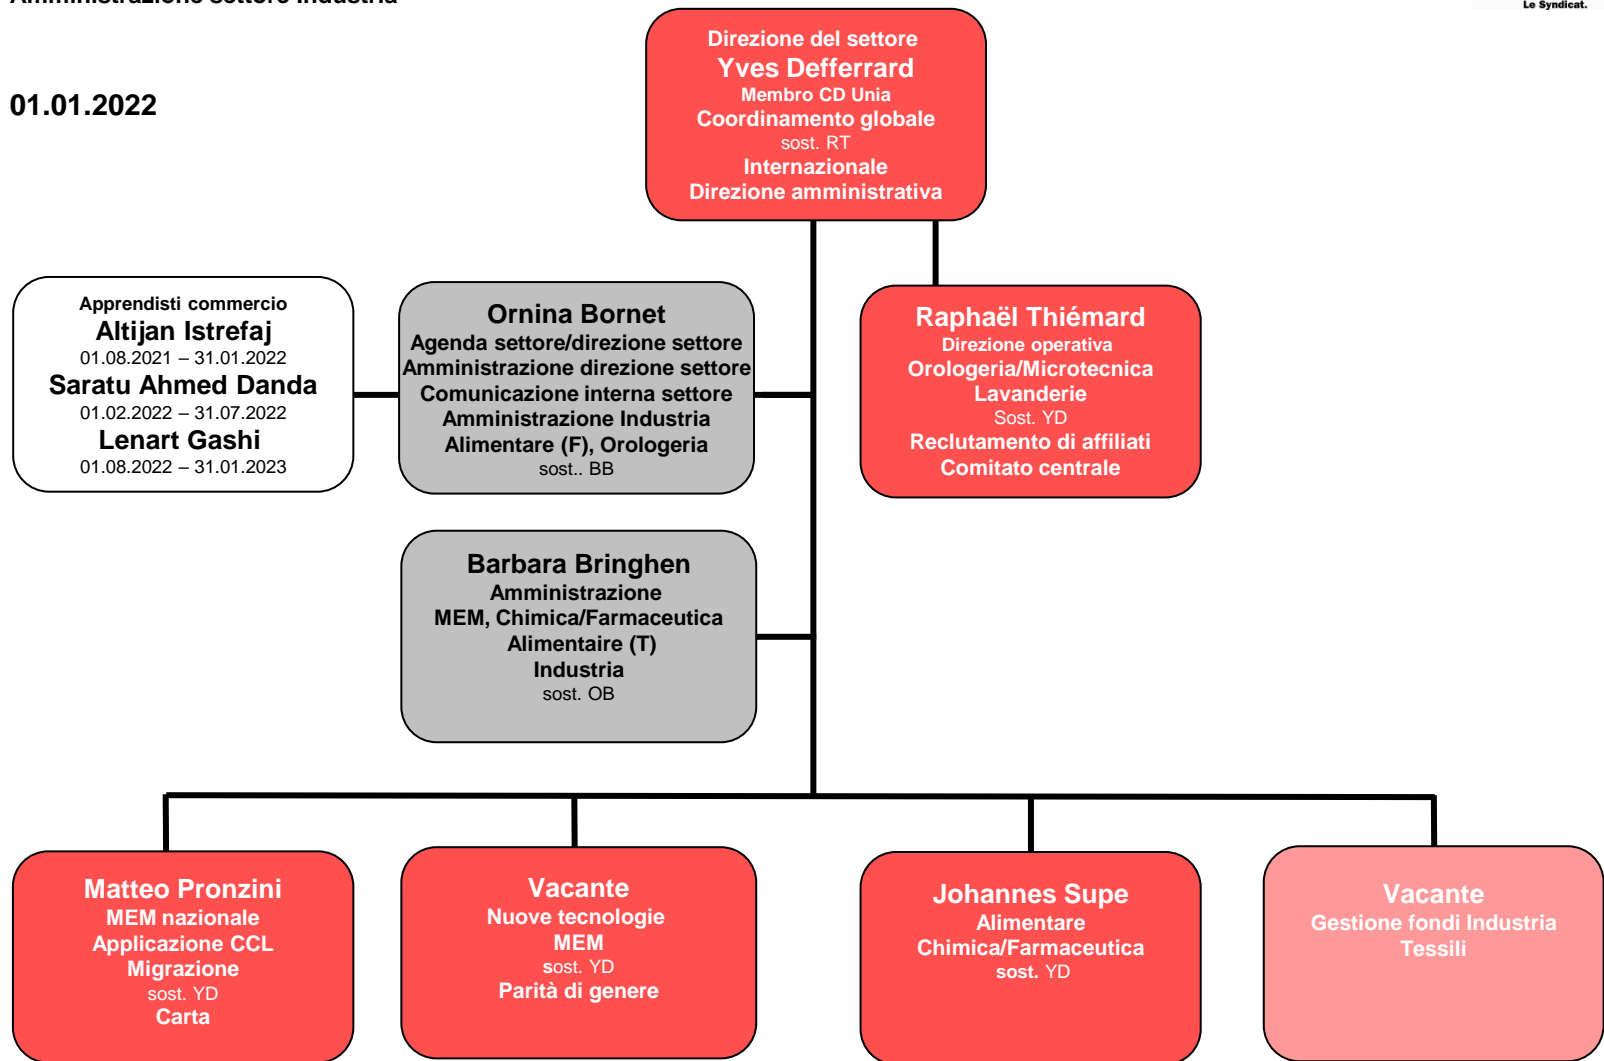 Amministrazione settore Industria
Le Syndicat.
01.01.2022
Direzione del settore
Yves Defferrard
Membro CD Unia
Coordinamento globale
sost. RT
Internazionale
Direzione amministrativa
Apprendisti commercio
Altijan Istrefaj
01.08.2021 – 31.01.2022
Saratu Ahmed Danda
01.02.2022 – 31.07.2022
Lenart Gashi
01.08.2022 – 31.01.2023
Ornina Bornet
Agenda settore/direzione settore
Amministrazione direzione settore
Comunicazione interna settore
Amministrazione Industria
Alimentare (F), Orologeria
sost.. BB
Raphaël Thiémard
Direzione operativa
Orologeria/Microtecnica
Lavanderie
Sost. YD
Reclutamento di affiliati
Comitato centrale
Barbara Bringhen
Amministrazione
MEM, Chimica/Farmaceutica
Alimentaire (T)
Industria
sost. OB
Matteo Pronzini
MEM nazionale
Applicazione CCL
Migrazione
sost. YD
Carta
Vacante
Nuove tecnologie
MEM
sost. YD
Parità di genere
Johannes Supe
Alimentare
Chimica/Farmaceutica
sost. YD
Vacante
Gestione fondi Industria
Tessili